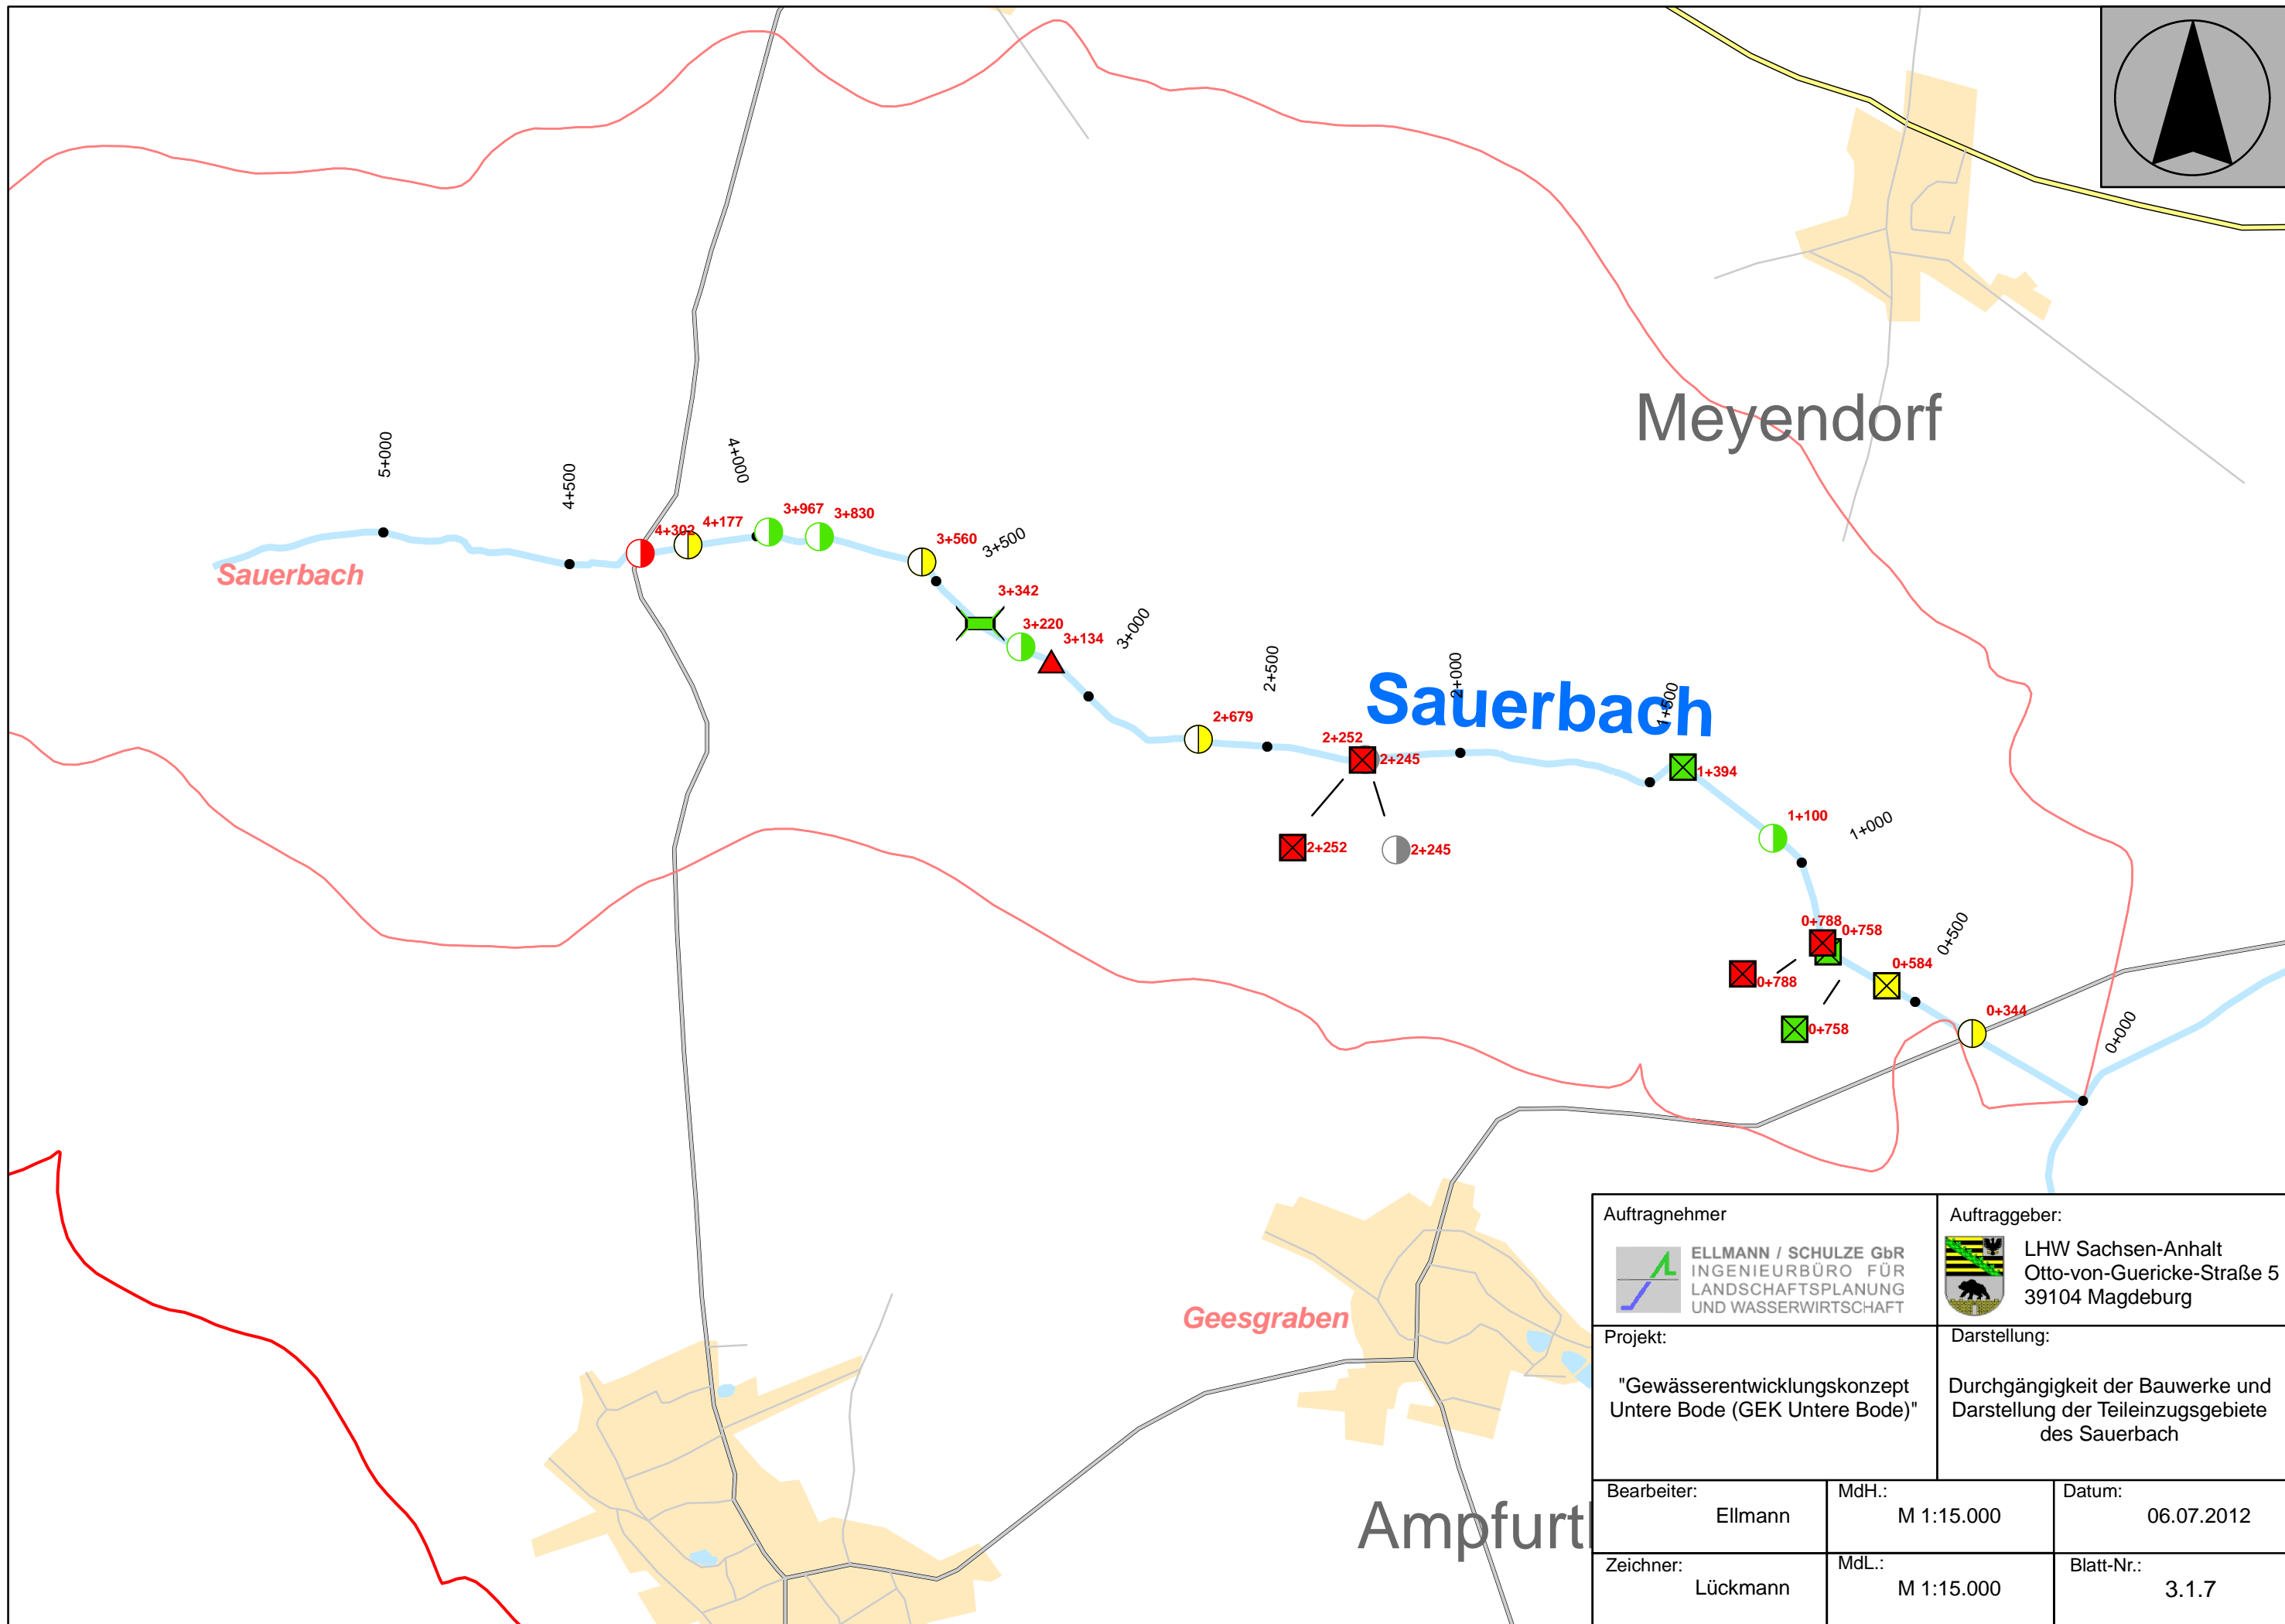 Meyendorf
5+000
4+500
4+000
4+302
4+177
3+967
3+830
3+560
3+500
Sauerbach
3+342
3+220
3+134
3+000
2+679
2+500
2+000
Sauerbach
1+500
2+252
2+245
1+394
2+252
2+245
1+100
1+000
0+788
0+758
0+500
0+584
0+788
0+758
0+344
0+000
Geesgraben
Ampfurt
Auftragnehmer
ELLMANN / SCHULZE GbR
INGENIEURBÜRO FÜR
LANDSCHAFTSPLANUNG
UND WASSERWIRTSCHAFT
Auftraggeber:
LHW Sachsen-Anhalt
Otto-von-Guericke-Straße 5
39104 Magdeburg
Projekt:
"Gewässerentwicklungskonzept
Untere Bode (GEK Untere Bode)"
Darstellung:
Durchgängigkeit der Bauwerke und
Darstellung der Teileinzugsgebiete
des Sauerbach
Bearbeiter:
Ellmann
MdH.:
M 1:15.000
Datum:
06.07.2012
Zeichner:
Lückmann
MdL.:
M 1:15.000
Blatt-Nr.:
3.1.7